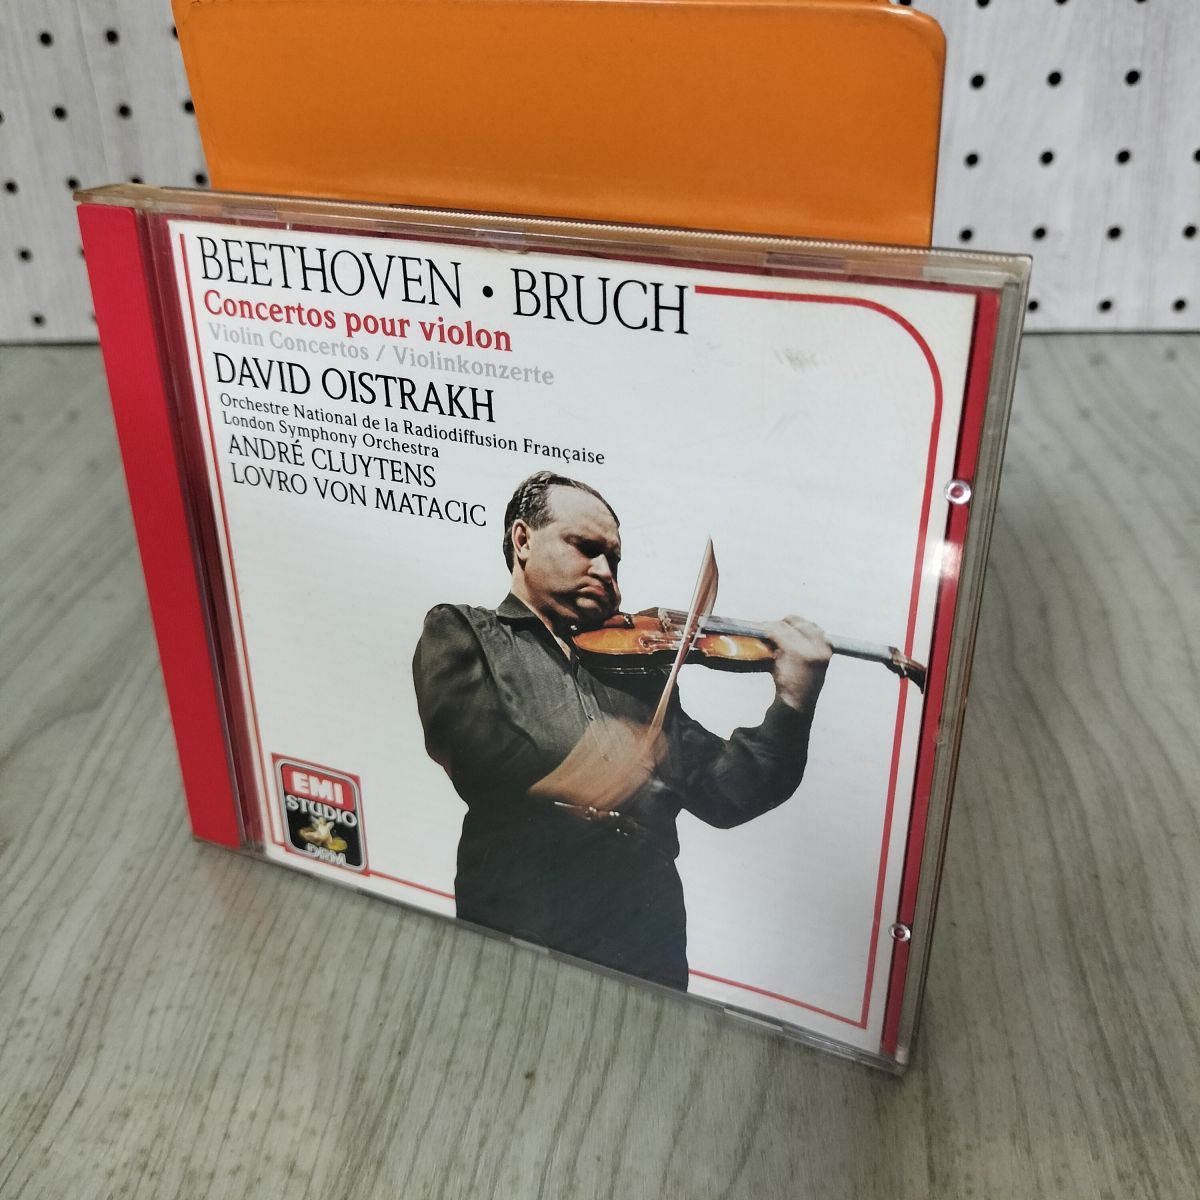 BEETHOVEN · BRUCH
Concertos pour violon
Violin Concertos / Violinkonzerte
DAVID OISTRAKH
Orchestre National de la Radiodiffusion Française
London Symphony Orchestra
ANDRÉ CLUYTENS
LOVRO VON MATACIC
EMI
STUDIO
DRM